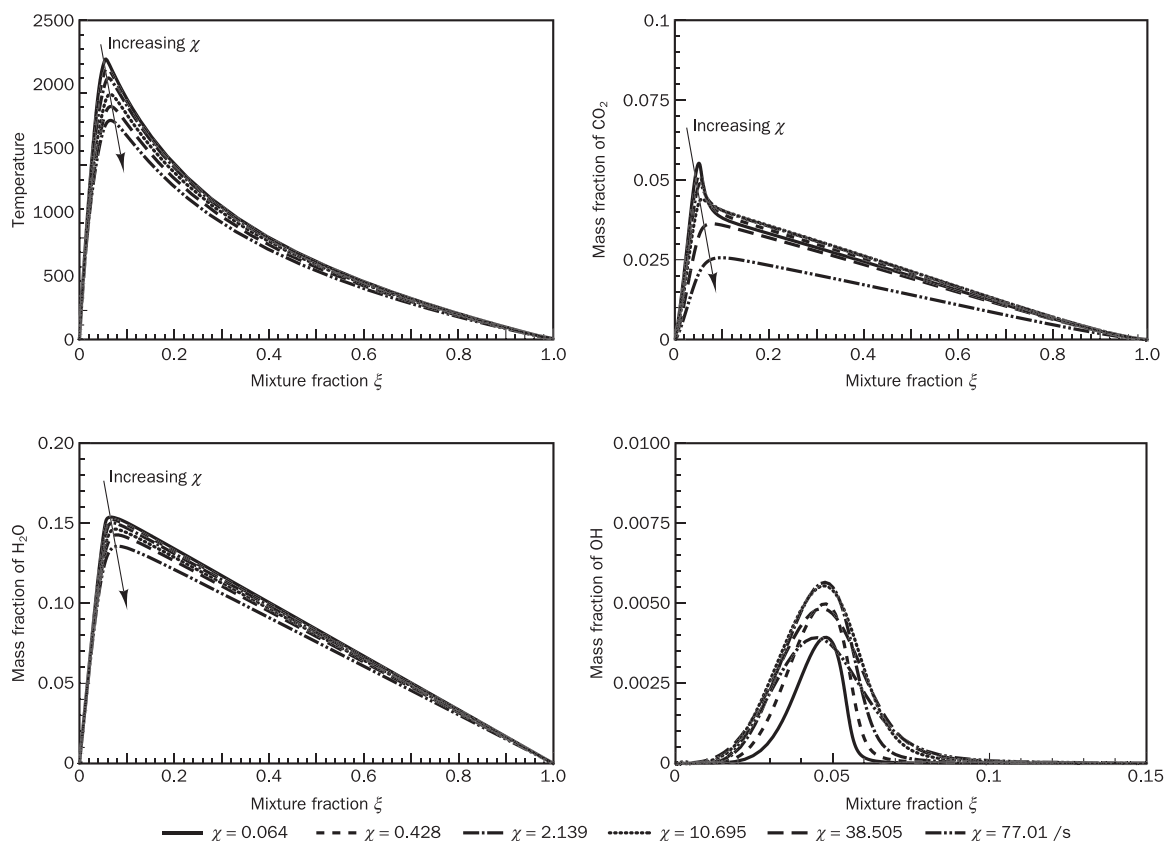 2500
2000
1500
1000
500
0
Temperature
Increasing χ
0 0.2 0.4 0.6 0.8 1.0
Mixture fraction ξ
0.1
0.075
0.05
0.025
0
Mass fraction of CO₂
Increasing χ
0 0.2 0.4 0.6 0.8 1.0
Mixture fraction ξ
0.20
0.15
0.10
0.05
0
Mass fraction of H₂O
Increasing χ
0 0.2 0.4 0.6 0.8 1.0
Mixture fraction ξ
0.0100
0.0075
0.0050
0.0025
0
Mass fraction of OH
0 0.05 0.1 0.15
Mixture fraction ξ
χ = 0.064 χ = 0.428 χ = 2.139 χ = 10.695 χ = 38.505 χ = 77.01 /s